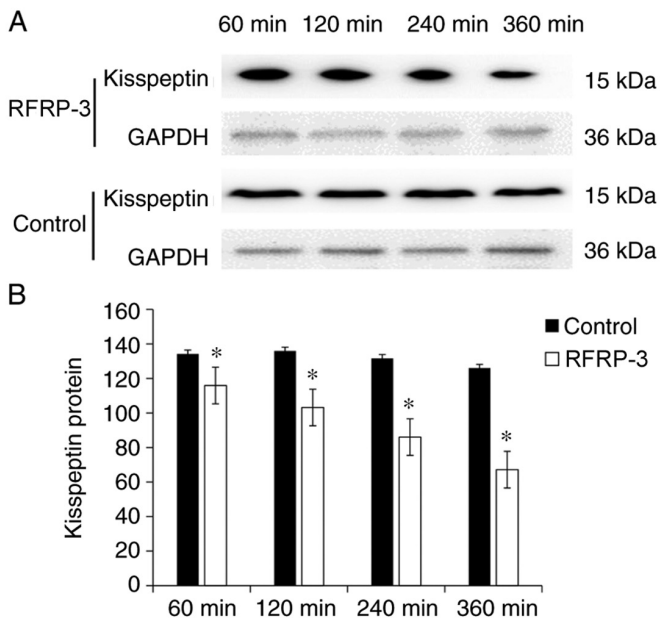 A
60 min 120 min 240 min 360 min
Kisspeptin 15 kDa
RFRP-3
GAPDH 36 kDa
Kisspeptin 15 kDa
Control
GAPDH 36 kDa
B
160
140
120
100
80
60
40
20
0
Kisspeptin protein
* * * *
Control
RFRP-3
60 min 120 min 240 min 360 min